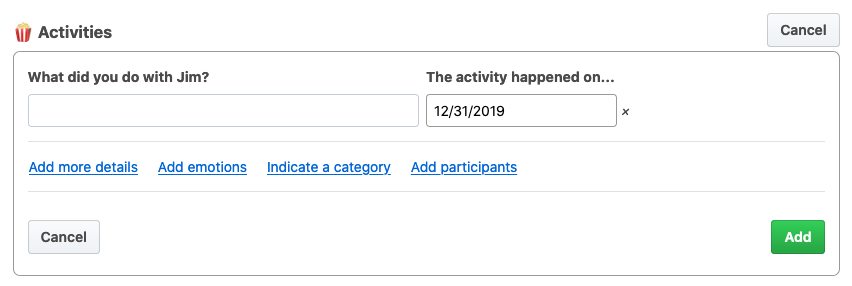 Activities
Cancel
What did you do with Jim?
The activity happened on...
12/31/2019
×
Add more details
Add emotions
Indicate a category
Add participants
Cancel
Add